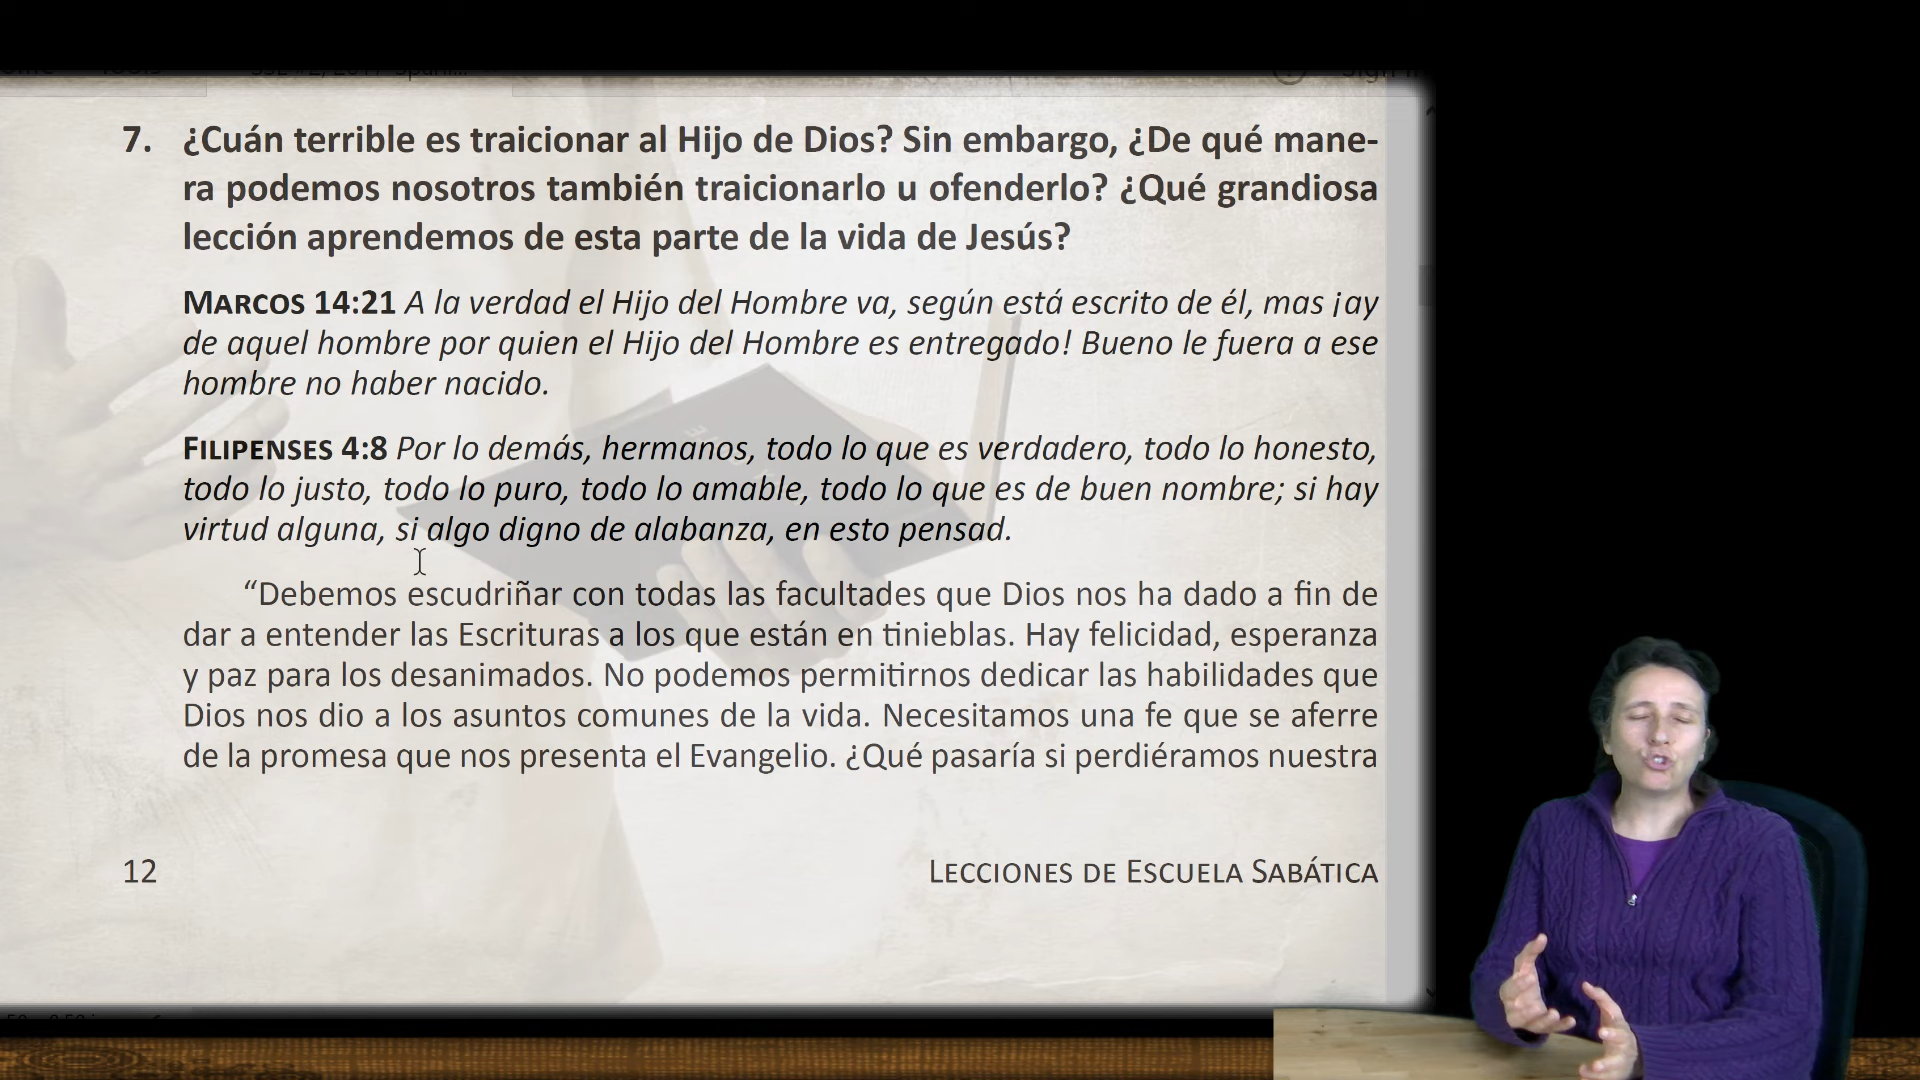 7. ¿Cuán terrible es traicionar al Hijo de Dios? Sin embargo, ¿De qué mane-
ra podemos nosotros también traicionarlo u ofenderlo? ¿Qué grandiosa
lección aprendemos de esta parte de la vida de Jesús?
MARCOS 14:21 A la verdad el Hijo del Hombre va, según está escrito de él, mas ¡ay
de aquel hombre por quien el Hijo del Hombre es entregado! Bueno le fuera a ese
hombre no haber nacido.
FILIPENSES 4:8 Por lo demás, hermanos, todo lo que es verdadero, todo lo honesto,
todo lo justo, todo lo puro, todo lo amable, todo lo que es de buen nombre; si hay
virtud alguna, si algo digno de alabanza, en esto pensad.
“Debemos escudriñar con todas las facultades que Dios nos ha dado a fin de
dar a entender las Escrituras a los que están en tinieblas. Hay felicidad, esperanza
y paz para los desanimados. No podemos permitirnos dedicar las habilidades que
Dios nos dio a los asuntos comunes de la vida. Necesitamos una fe que se aferre
de la promesa que nos presenta el Evangelio. ¿Qué pasaría si perdiéramos nuestra
12 LECCIONES DE ESCUELA SABÁTICA